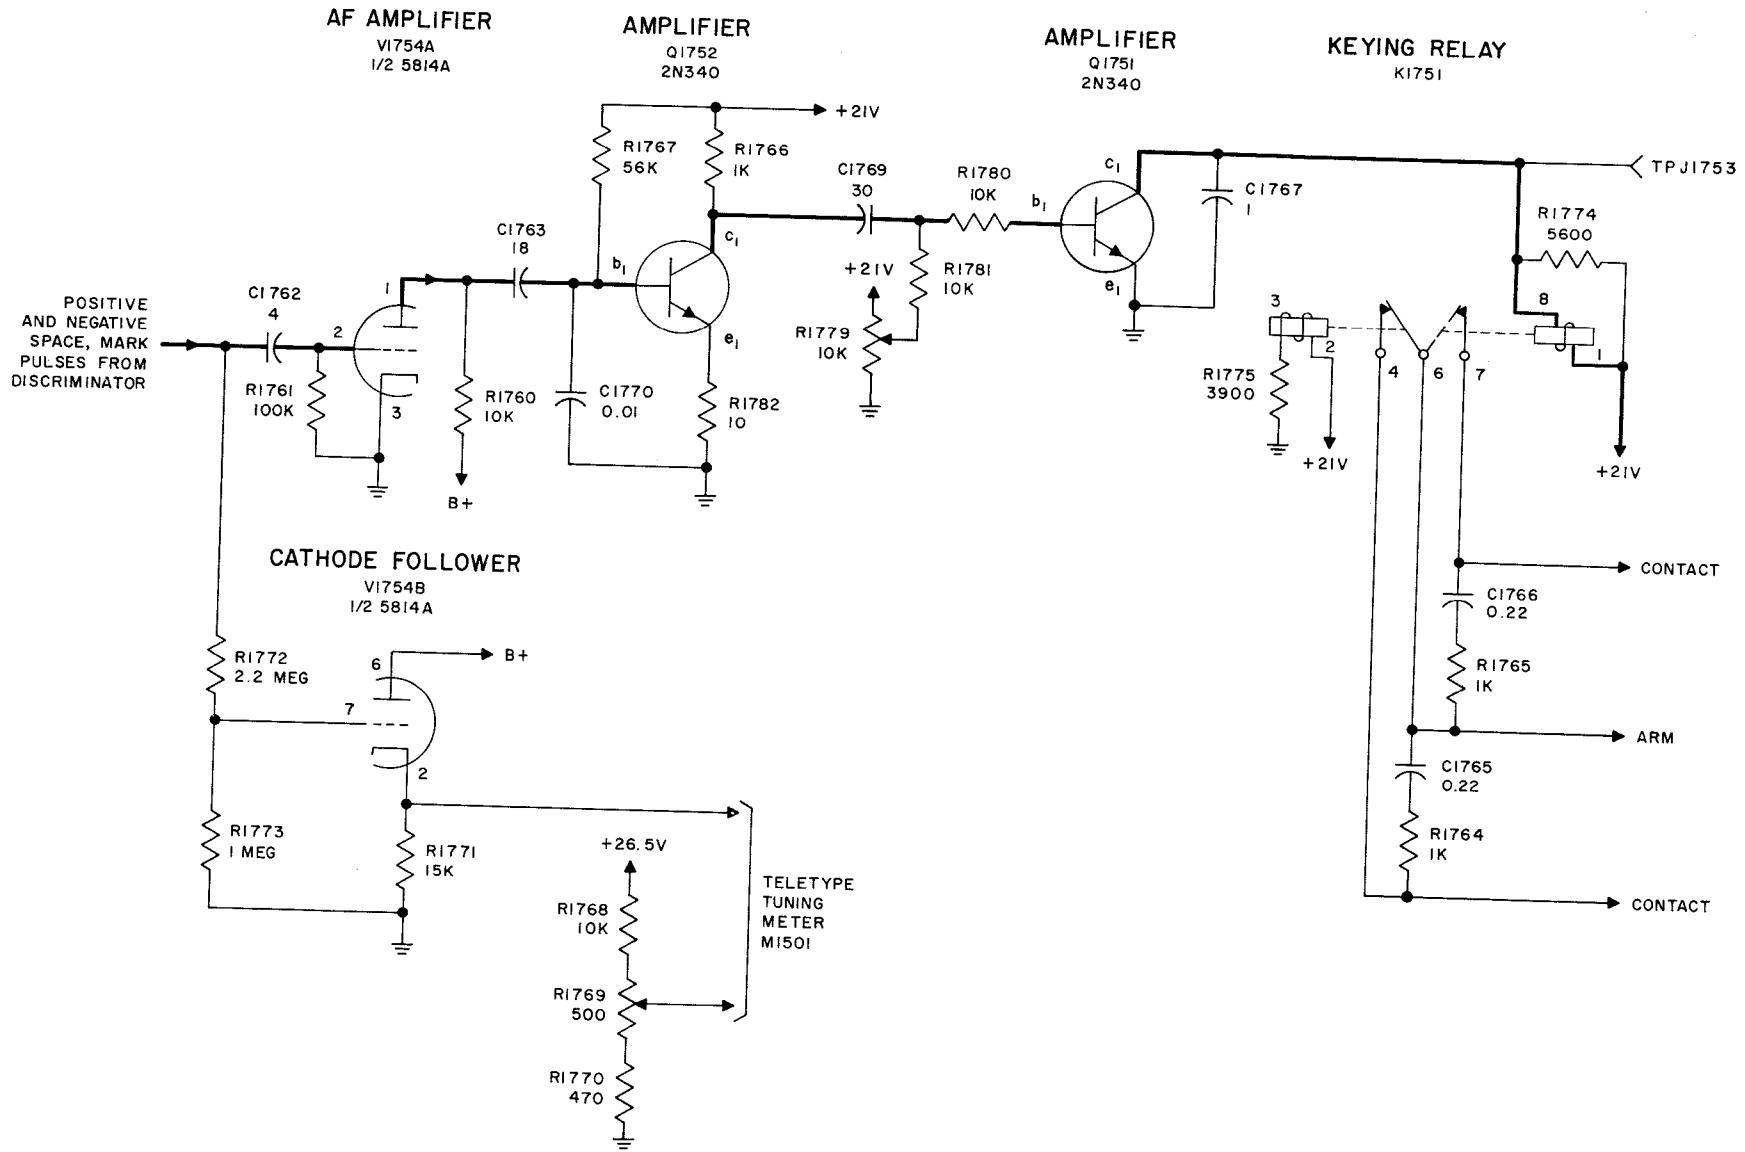 AF AMPLIFIER
V1754A
1/2 5814A
AMPLIFIER
Q1752
2N340
AMPLIFIER
Q1751
2N340
KEYING RELAY
K1751
+21V
R1767
56K
R1766
1K
C1769
30
R1780
10K
b1
c1
e1
C1767
1
TPJ1753
R1774
5600
C1763
18
b1
c1
e1
+21V
R1781
10K
R1779
10K
POSITIVE
AND NEGATIVE
SPACE, MARK
PULSES FROM
DISCRIMINATOR
C1762
4
1
2
3
R1761
100K
R1760
10K
B+
C1770
0.01
R1782
10
3
2
R1775
3900
+21V
4
6
7
8
1
+21V
CATHODE FOLLOWER
V1754B
1/2 5814A
R1772
2.2 MEG
6
B+
7
2
R1773
1 MEG
R1771
15K
+26.5V
R1768
10K
R1769
500
R1770
470
TELETYPE
TUNING
METER
M1501
CONTACT
C1766
0.22
R1765
1K
ARM
C1765
0.22
R1764
1K
CONTACT